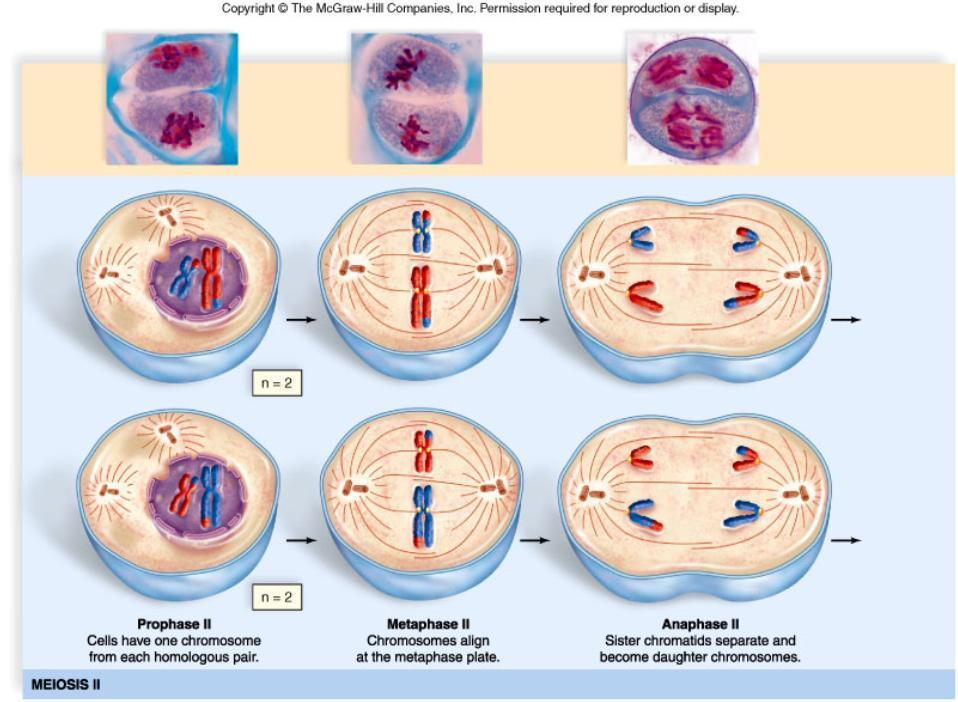 Copyright © The McGraw-Hill Companies, Inc. Permission required for reproduction or display.
n = 2
n = 2
Prophase II
Cells have one chromosome
from each homologous pair.
Metaphase II
Chromosomes align
at the metaphase plate.
Anaphase II
Sister chromatids separate and
become daughter chromosomes.
MEIOSIS II